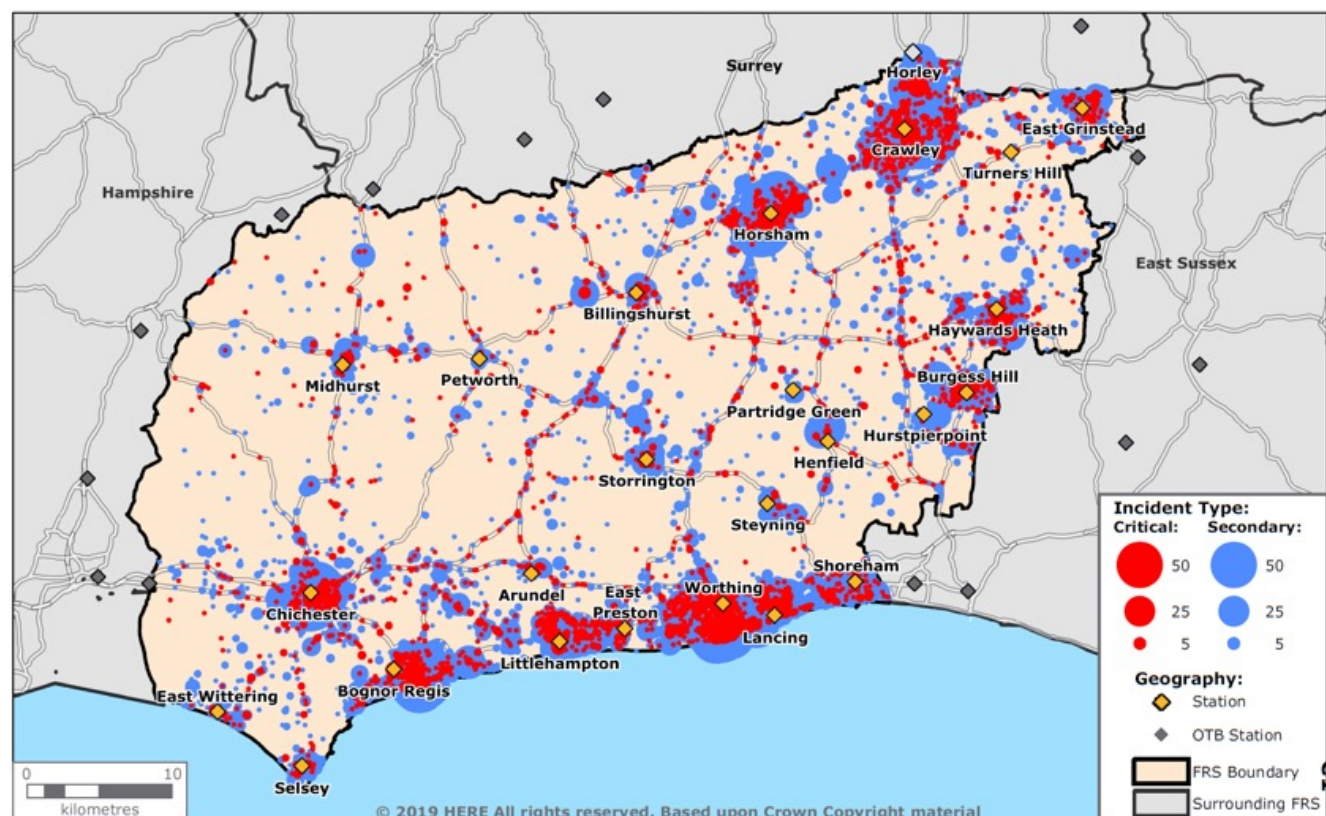 Surrey
Horley
East Grinstead
Crawley
Turners Hill
Hampshire
Horsham
East Sussex
Billingshurst
Haywards Heath
Midhurst
Petworth
Burgess Hill
Partridge Green
Hurstpierpoint
Henfield
Storrington
Steyning
Shoreham
Worthing
Arundel
East
Preston
Chichester
Lancing
Littlehampton
Bognor Regis
East Wittering
Selsey
Incident Type:
Critical: Secondary:
50 50
25 25
5 5
Geography:
Station
OTB Station
FRS Boundary
Surrounding FRS
0 10
kilometres
© 2019 HERE All rights reserved. Based upon Crown Copyright material